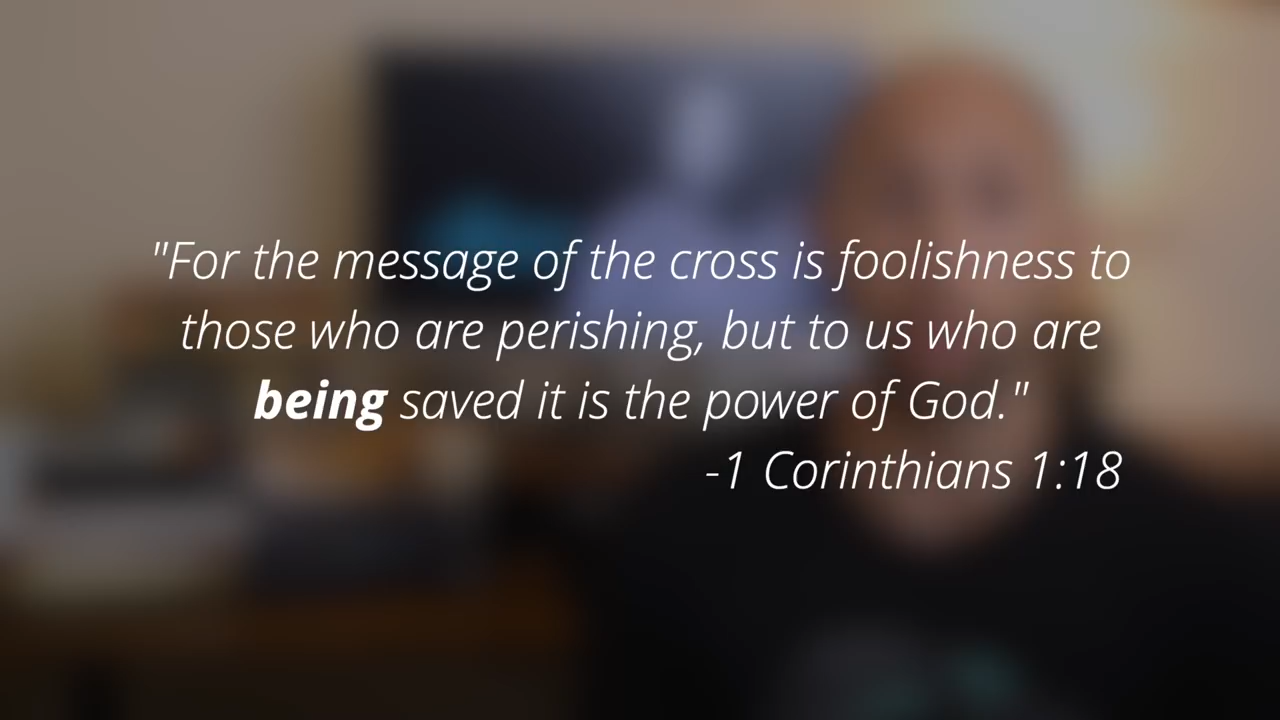 "For the message of the cross is foolishness to
those who are perishing, but to us who are
being saved it is the power of God."
-1 Corinthians 1:18